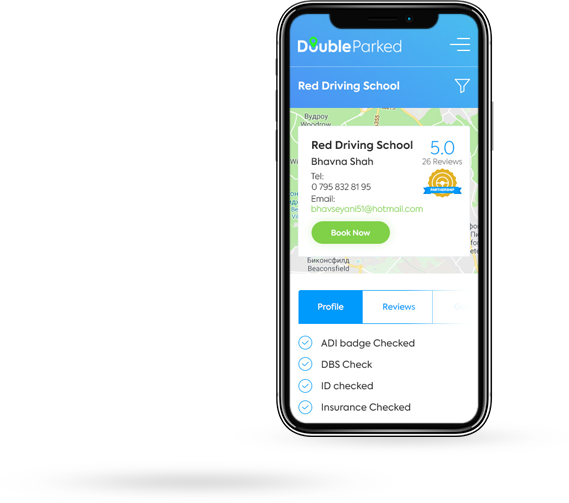 DoubleParked
Red Driving School
Вудроу
Woodrow
A355
Red Driving School
5.0
Bhavna Shah
26 Reviews
Tel:
0 795 832 81 95
PARTNERSHIP
Email:
bhavseyani51@hotmail.com
Book Now
Биконсфилд
Beaconsfield
Profile
Reviews
ADI badge Checked
DBS Check
ID checked
Insurance Checked